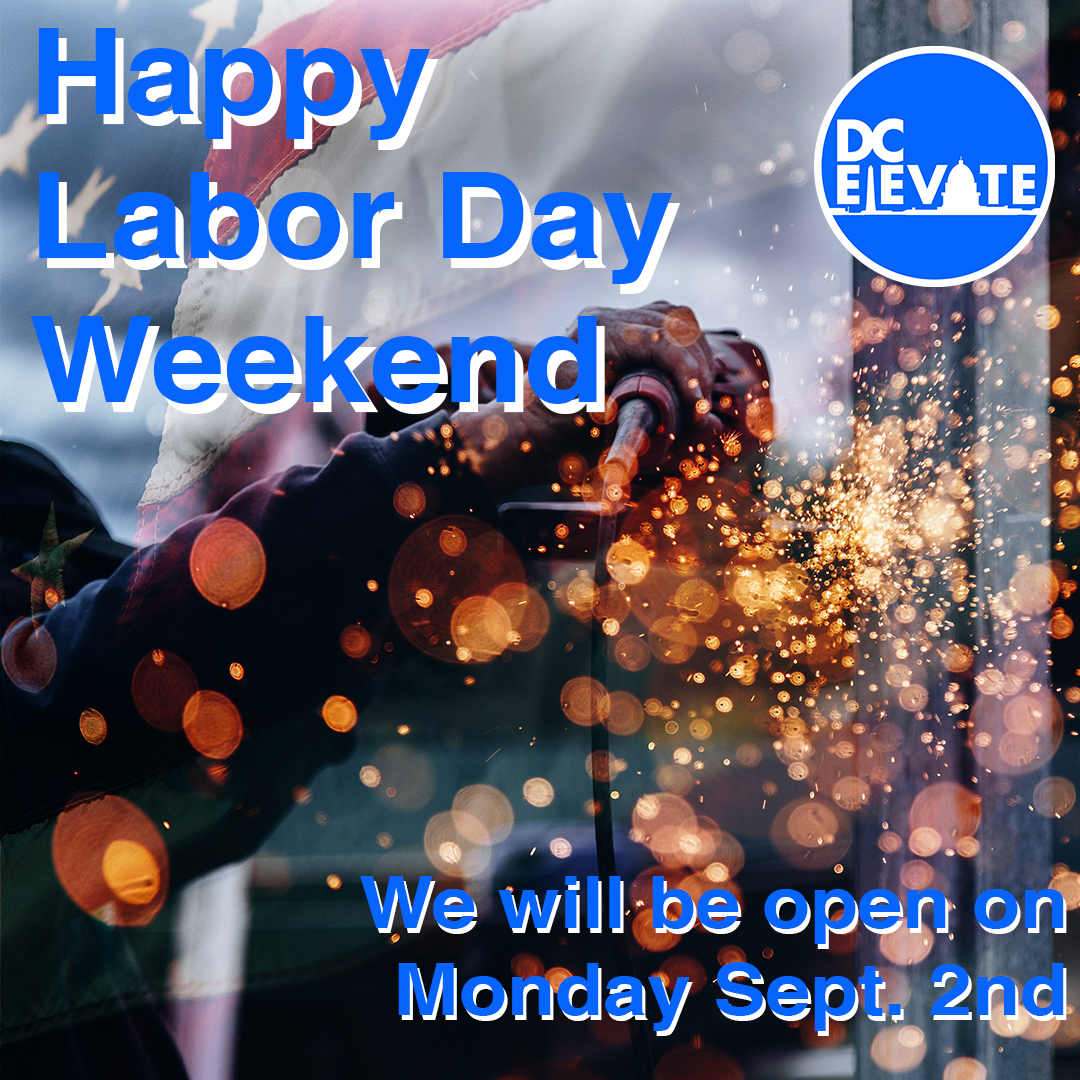 Happy
Labor Day
Weekend
DC
ELEVATE
We will be open on
Monday Sept. 2nd